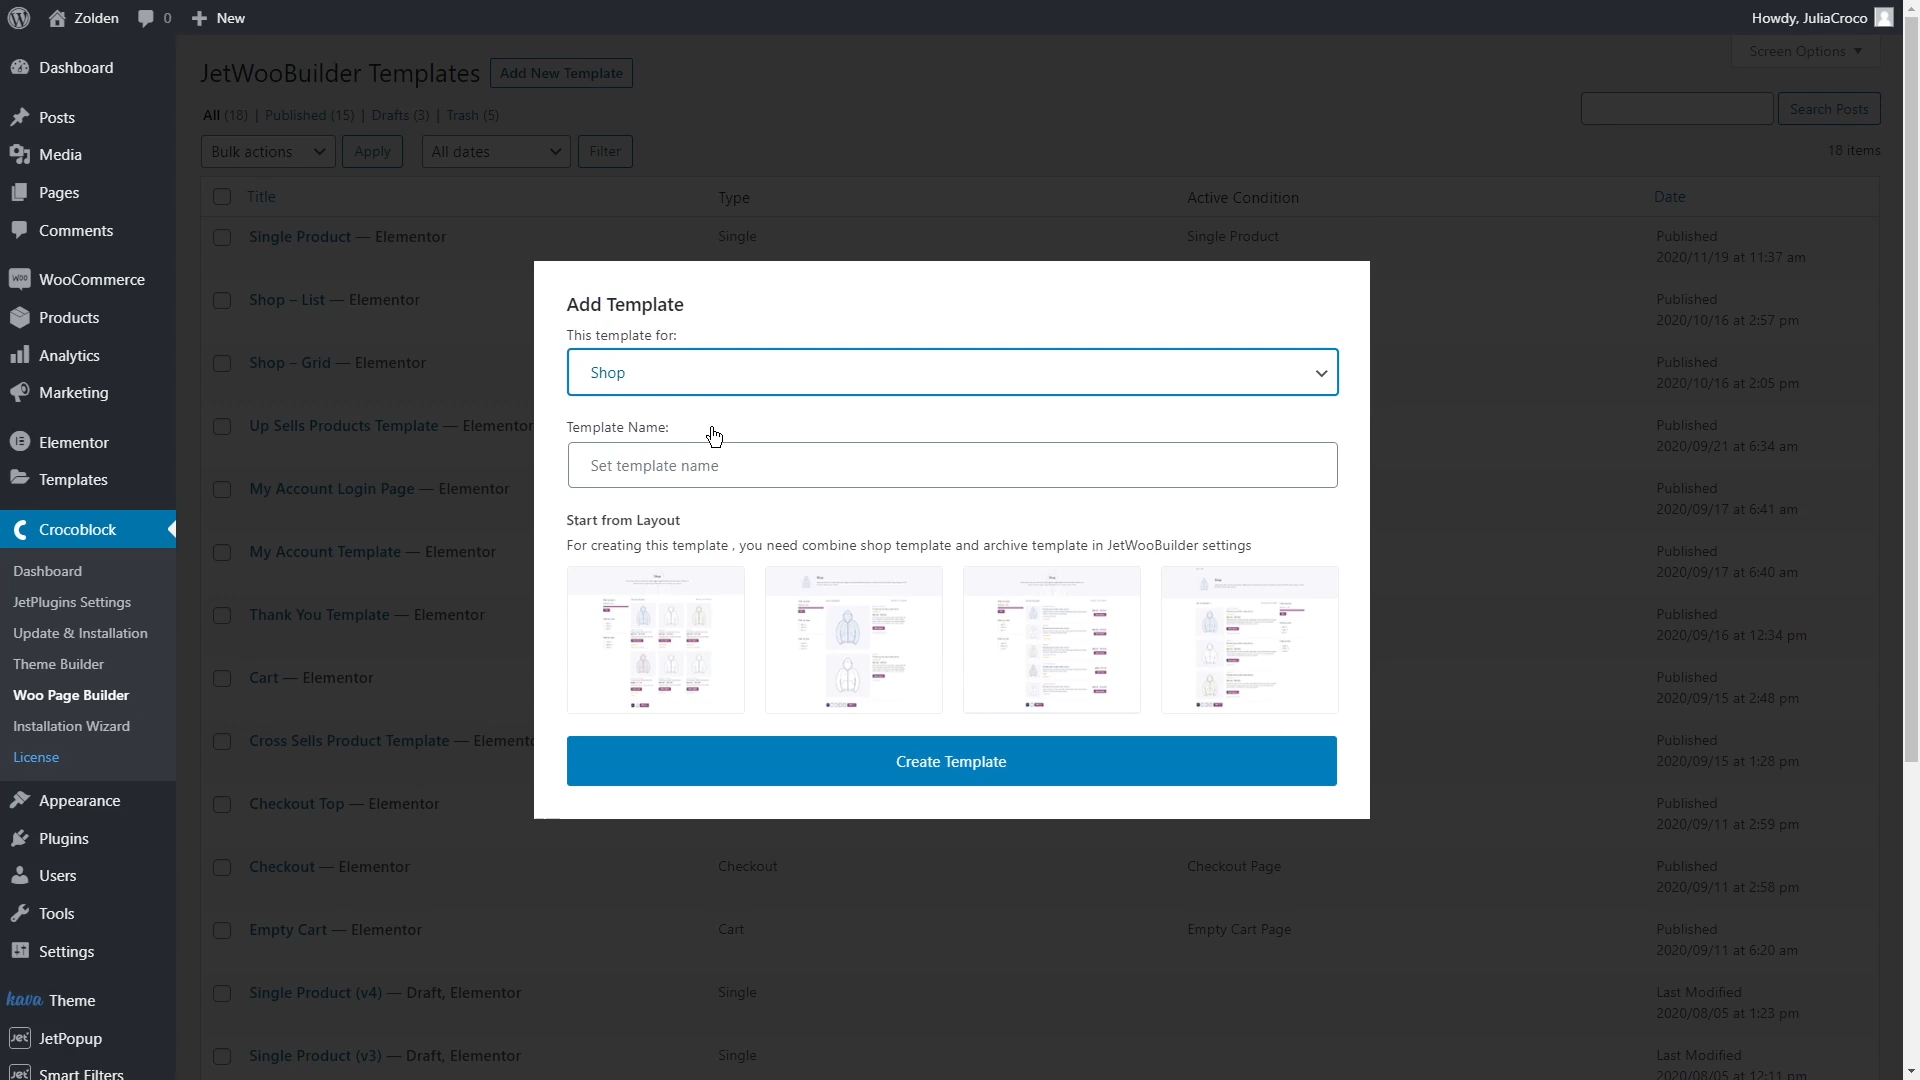 Zolden 0 New Howdy, JuliaCroco
Dashboard
Posts
Media
Pages
Comments
WooCommerce
Products
Analytics
Marketing
Elementor
Templates
Crocoblock
Dashboard
JetPlugins Settings
Update & Installation
Theme Builder
Woo Page Builder
Installation Wizard
License
Appearance
Plugins
Users
Tools
Settings
kava Theme
Jet JetPopup
Jet Smart Filters
Screen Options
JetWooBuilder Templates Add New Template
All (18) | Published (15) | Drafts (3) | Trash (5) Search Posts
Bulk actions Apply All dates Filter 18 items
Title Type Active Condition Date
Single Product — Elementor Single Single Product Published
2020/11/19 at 11:37 am
Shop – List — Elementor Published
2020/10/16 at 2:57 pm
Shop – Grid — Elementor Published
2020/10/16 at 2:05 pm
Up Sells Products Template — Elementor Published
2020/09/21 at 6:34 am
My Account Login Page — Elementor Published
2020/09/17 at 6:41 am
My Account Template — Elementor Published
2020/09/17 at 6:40 am
Thank You Template — Elementor Published
2020/09/16 at 12:34 pm
Cart — Elementor Published
2020/09/15 at 2:48 pm
Cross Sells Product Template — Elemento Published
2020/09/15 at 1:28 pm
Checkout Top — Elementor Published
2020/09/11 at 2:59 pm
Checkout — Elementor Checkout Checkout Page Published
2020/09/11 at 2:58 pm
Empty Cart — Elementor Cart Empty Cart Page Published
2020/09/11 at 6:20 am
Single Product (v4) — Draft, Elementor Single Last Modified
2020/08/05 at 1:23 pm
Single Product (v3) — Draft, Elementor Single Last Modified
2020/08/05 at 12:11 pm
Add Template
This template for:
Shop
Template Name:
Set template name
Start from Layout
For creating this template , you need combine shop template and archive template in JetWooBuilder settings
Create Template